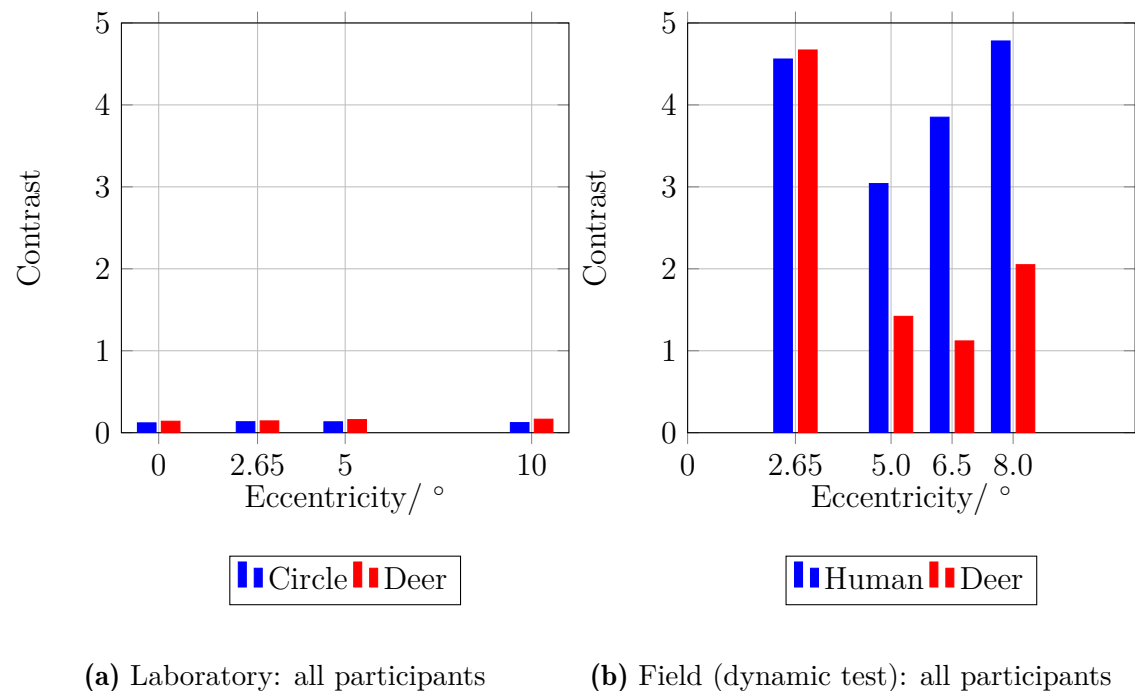 5
4
3
2
1
0
Contrast
0 2.65 5 10
Eccentricity/ °
Circle Deer
(a) Laboratory: all participants
5
4
3
2
1
0
Contrast
0 2.65 5.0 6.5 8.0
Eccentricity/ °
Human Deer
(b) Field (dynamic test): all participants